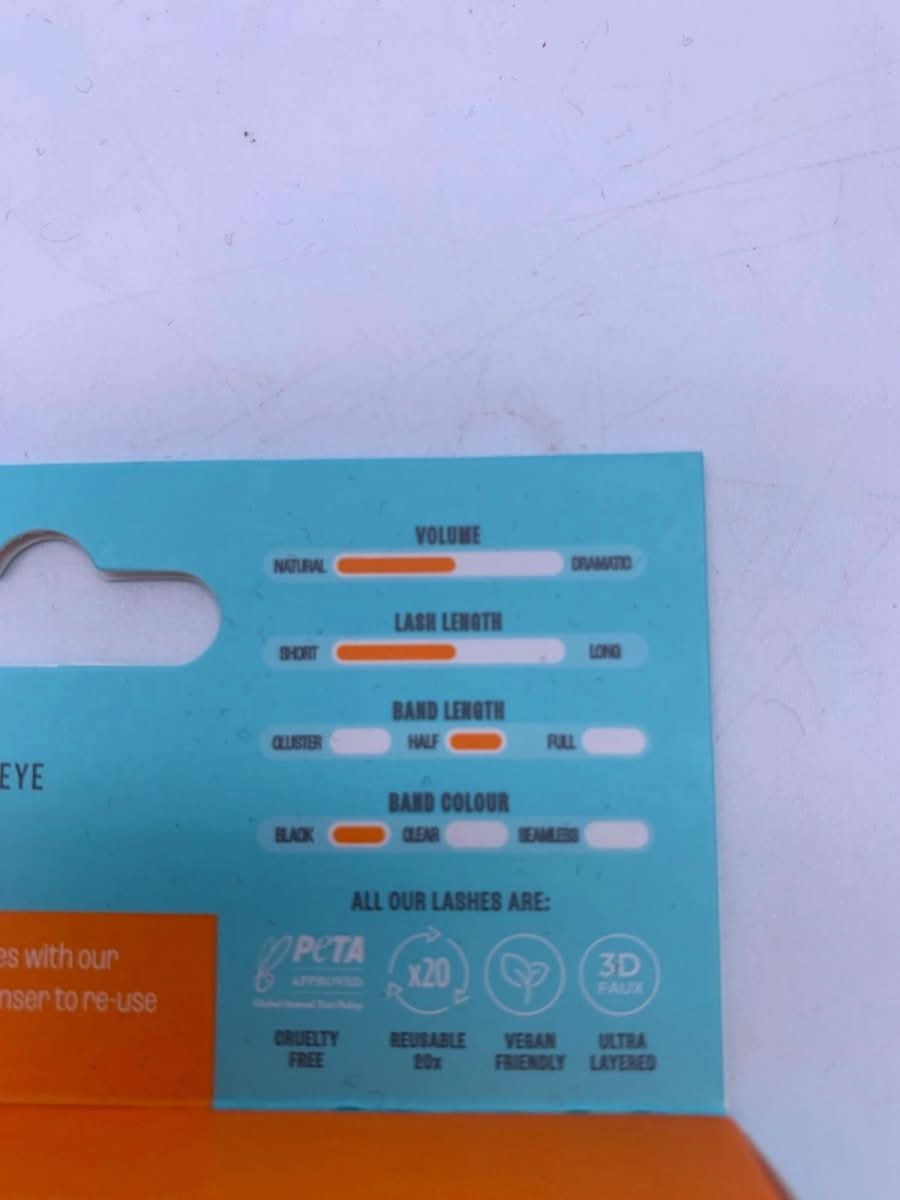 VOLUME
NATURAL DRAMATIC
LASH LENGTH
SHORT LONG
BAND LENGTH
CLUSTER HALF FULL
EYE
BAND COLOUR
BLACK CLEAR SEAMLESS
ALL OUR LASHES ARE:
es with our
nser to re-use
PETA
APPROVED
x20
3D
FAUX
CRUELTY
FREE
REUSABLE
20x
VEGAN
FRIENDLY
ULTRA
LAYERED